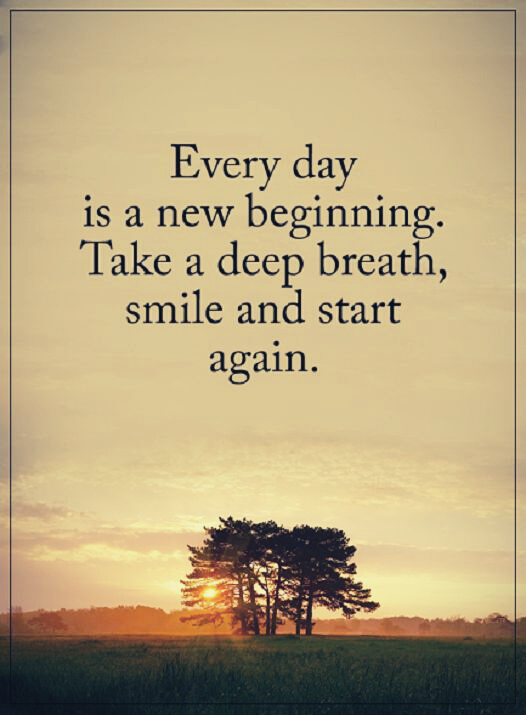 Every day
is a new beginning.
Take a deep breath,
smile and start
again.